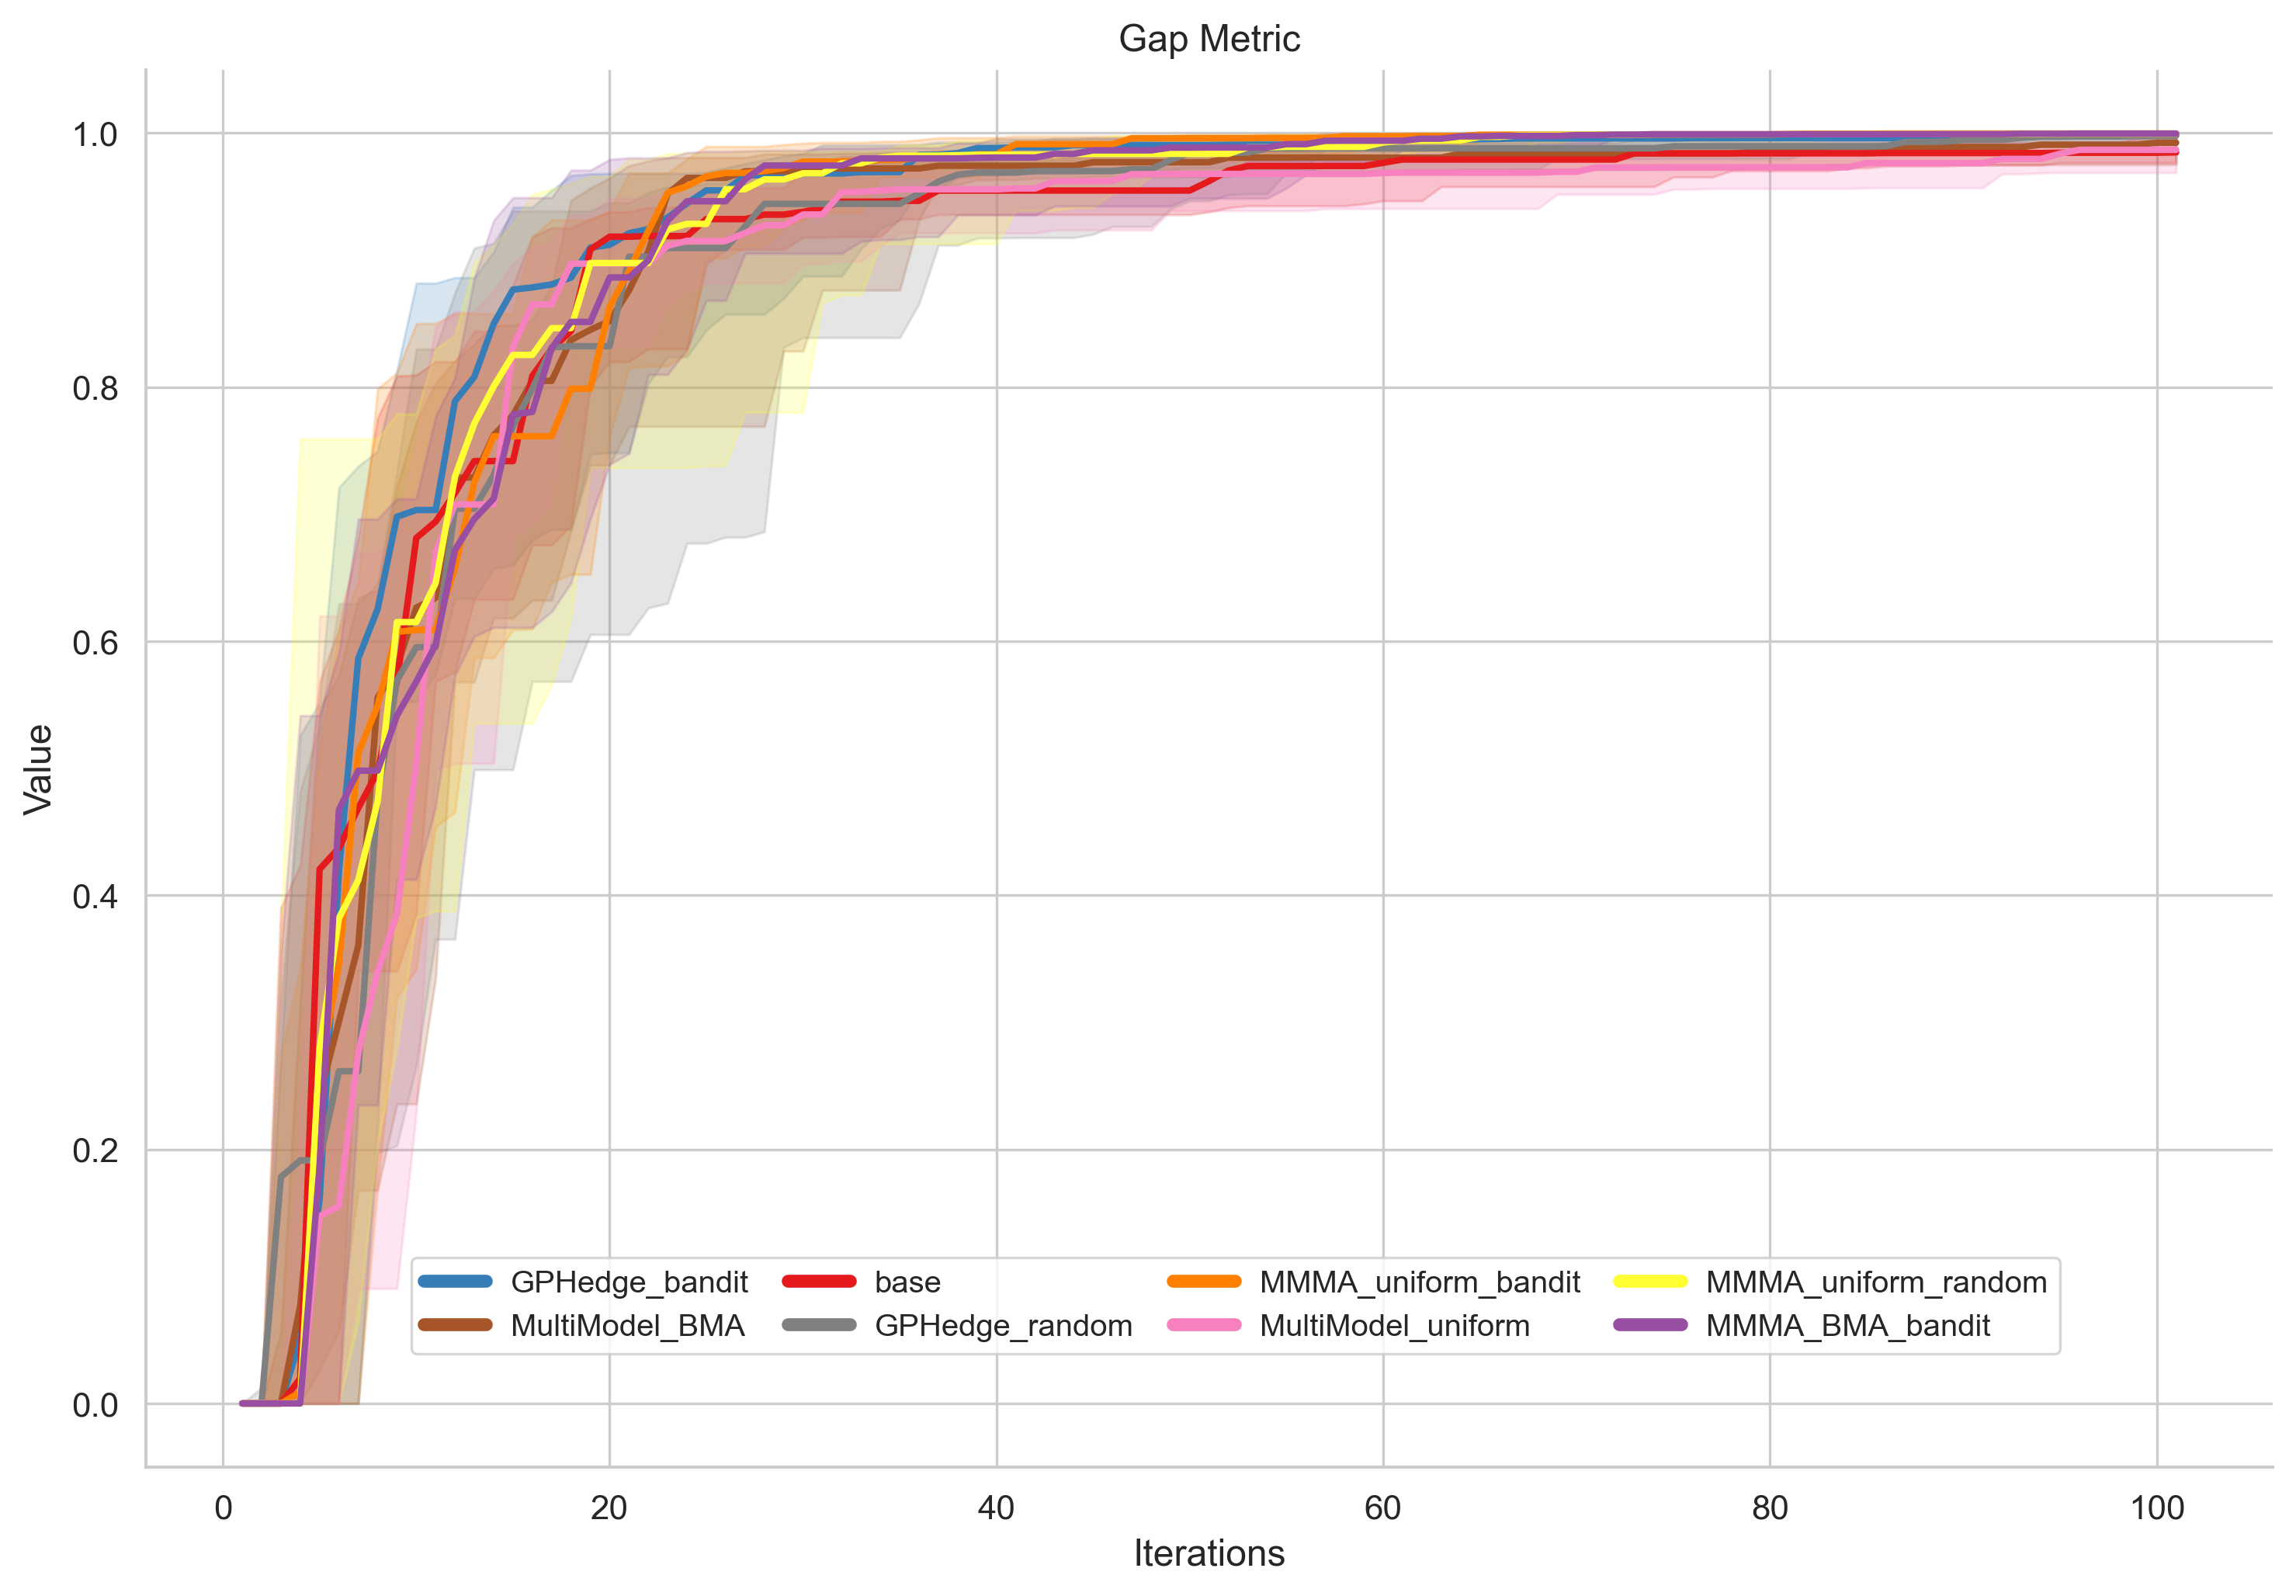 Gap Metric
1.0
0.8
0.6
0.4
0.2
0.0
Value
GPHedge_bandit base MMMA_uniform_bandit MMMA_uniform_random
MultiModel_BMA GPHedge_random MultiModel_uniform MMMA_BMA_bandit
0 20 40 60 80 100
Iterations